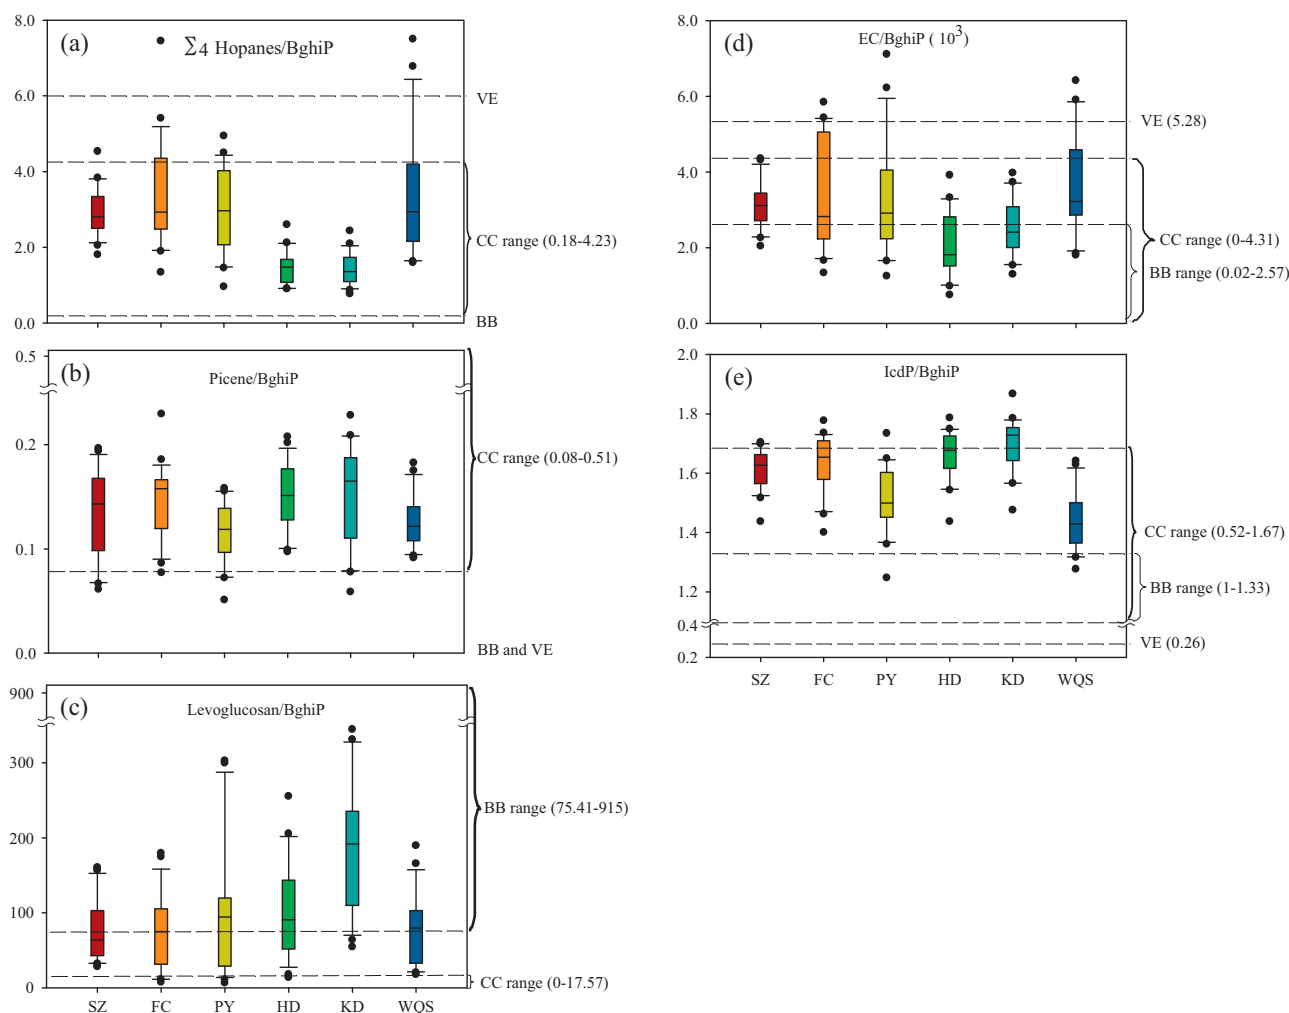 (a)
∑4 Hopanes/BghiP
8.0
6.0
4.0
2.0
0.0
VE
CC range (0.18-4.23)
BB
(b)
Picene/BghiP
0.5
0.2
0.1
0.0
CC range (0.08-0.51)
BB and VE
(c)
Levoglucosan/BghiP
900
300
200
100
0
BB range (75.41-915)
CC range (0-17.57)
SZ FC PY HD KD WQS
(d)
EC/BghiP ( 10³)
8.0
6.0
4.0
2.0
0.0
VE (5.28)
CC range (0-4.31)
BB range (0.02-2.57)
(e)
IcdP/BghiP
2.0
1.8
1.6
1.4
1.2
0.4
0.2
CC range (0.52-1.67)
BB range (1-1.33)
VE (0.26)
SZ FC PY HD KD WQS